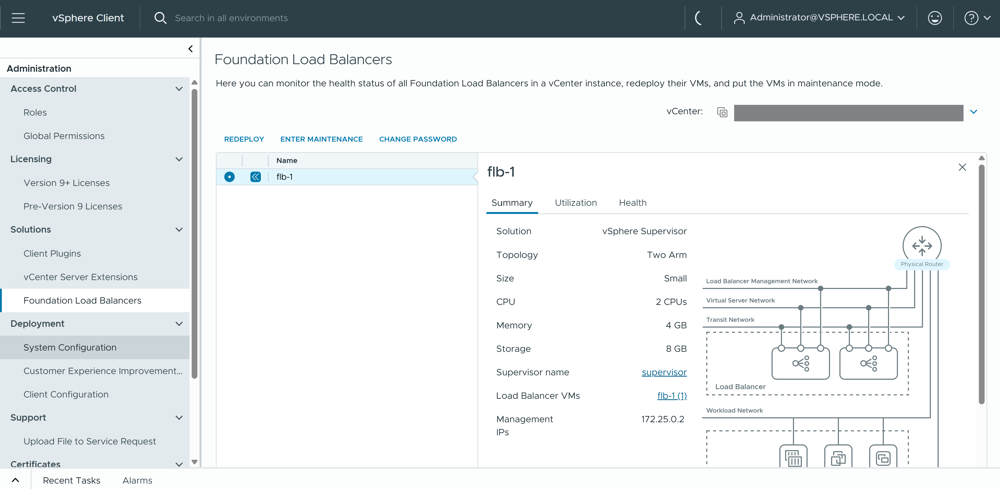 vSphere Client
Search in all environments
Administrator@VSPHERE.LOCAL
Administration
Access Control
Roles
Global Permissions
Licensing
Version 9+ Licenses
Pre-Version 9 Licenses
Solutions
Client Plugins
vCenter Server Extensions
Foundation Load Balancers
Deployment
System Configuration
Customer Experience Improvement...
Client Configuration
Support
Upload File to Service Request
Certificates
Foundation Load Balancers
Here you can monitor the health status of all Foundation Load Balancers in a vCenter instance, redeploy their VMs, and put the VMs in maintenance mode.
vCenter:
REDEPLOY ENTER MAINTENANCE CHANGE PASSWORD
Name
flb-1
flb-1
Summary Utilization Health
Solution vSphere Supervisor
Topology Two Arm
Size Small
CPU 2 CPUs
Memory 4 GB
Storage 8 GB
Supervisor name supervisor
Load Balancer VMs flb-1 (1)
Management IPs 172.25.0.2
Physical Router
Load Balancer Management Network
Virtual Server Network
Transit Network
Load Balancer
Workload Network
Recent Tasks Alarms